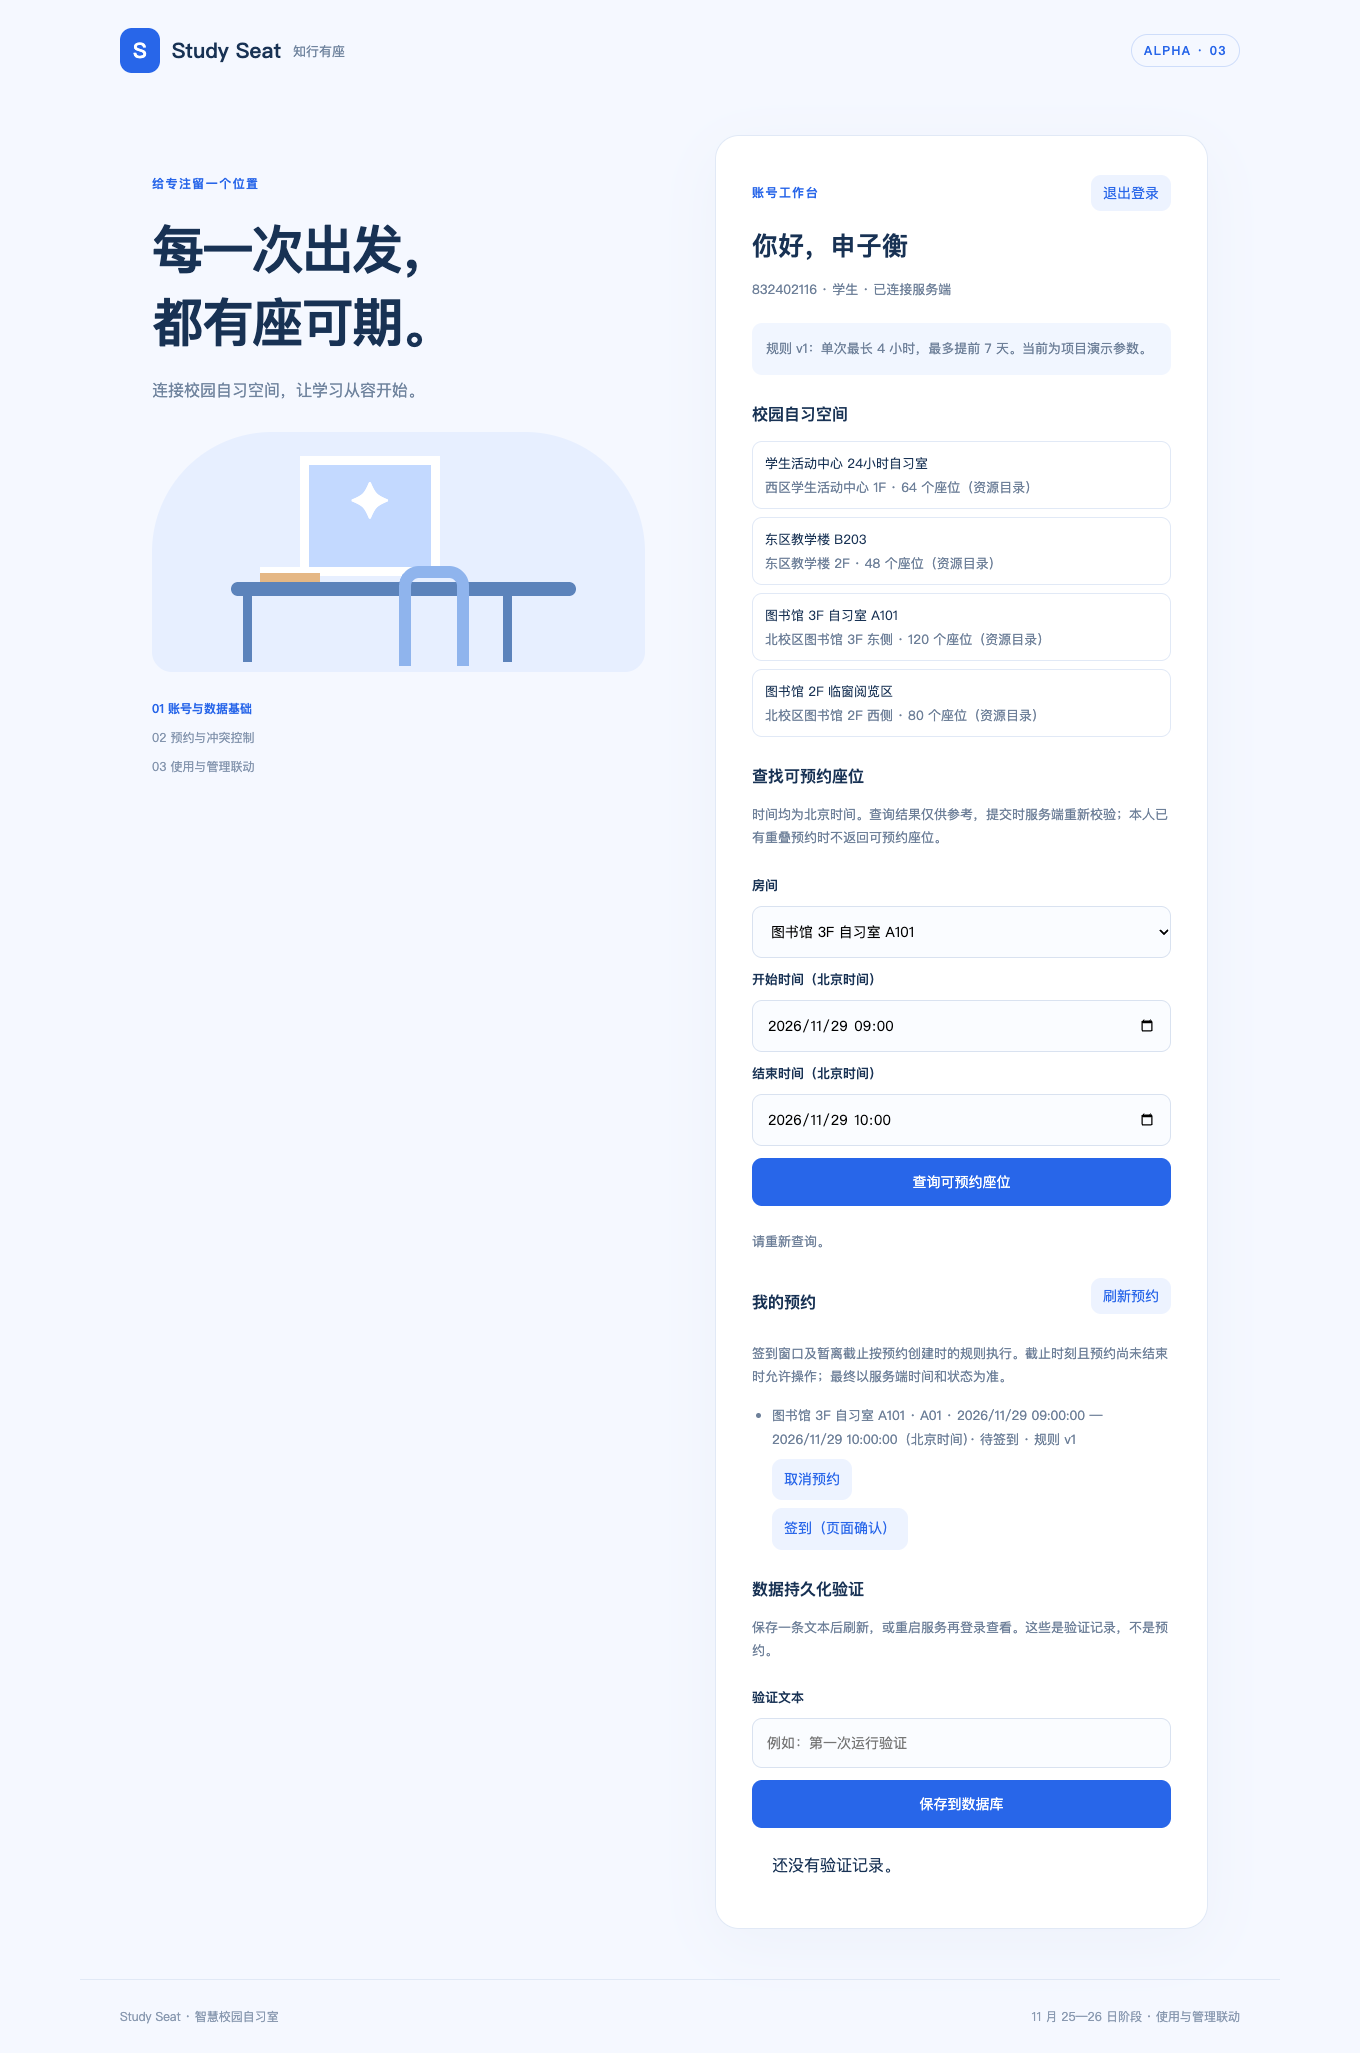 S
Study Seat 知行有座
ALPHA · 03
给专注留一个位置
每一次出发，
都有座可期。
连接校园自习空间，让学习从容开始。
01 账号与数据基础
02 预约与冲突控制
03 使用与管理联动
账号工作台
退出登录
你好，申子衡
832402116 · 学生 · 已连接服务端
规则 v1：单次最长 4 小时，最多提前 7 天。当前为项目演示参数。
校园自习空间
学生活动中心 24小时自习室
西区学生活动中心 1F · 64 个座位（资源目录）
东区教学楼 B203
东区教学楼 2F · 48 个座位（资源目录）
图书馆 3F 自习室 A101
北校区图书馆 3F 东侧 · 120 个座位（资源目录）
图书馆 2F 临窗阅览区
北校区图书馆 2F 西侧 · 80 个座位（资源目录）
查找可预约座位
时间均为北京时间。查询结果仅供参考，提交时服务端重新校验；本人已
有重叠预约时不返回可预约座位。
房间
图书馆 3F 自习室 A101
开始时间（北京时间）
2026/11/29 09:00
结束时间（北京时间）
2026/11/29 10:00
查询可预约座位
请重新查询。
我的预约
刷新预约
签到窗口及暂离截止按预约创建时的规则执行。截止时刻且预约尚未结束
时允许操作；最终以服务端时间和状态为准。
图书馆 3F 自习室 A101 · A01 · 2026/11/29 09:00:00 —
2026/11/29 10:00:00（北京时间）· 待签到 · 规则 v1
取消预约
签到（页面确认）
数据持久化验证
保存一条文本后刷新，或重启服务再登录查看。这些是验证记录，不是预
约。
验证文本
例如：第一次运行验证
保存到数据库
还没有验证记录。
Study Seat · 智慧校园自习室
11 月 25—26 日阶段 · 使用与管理联动